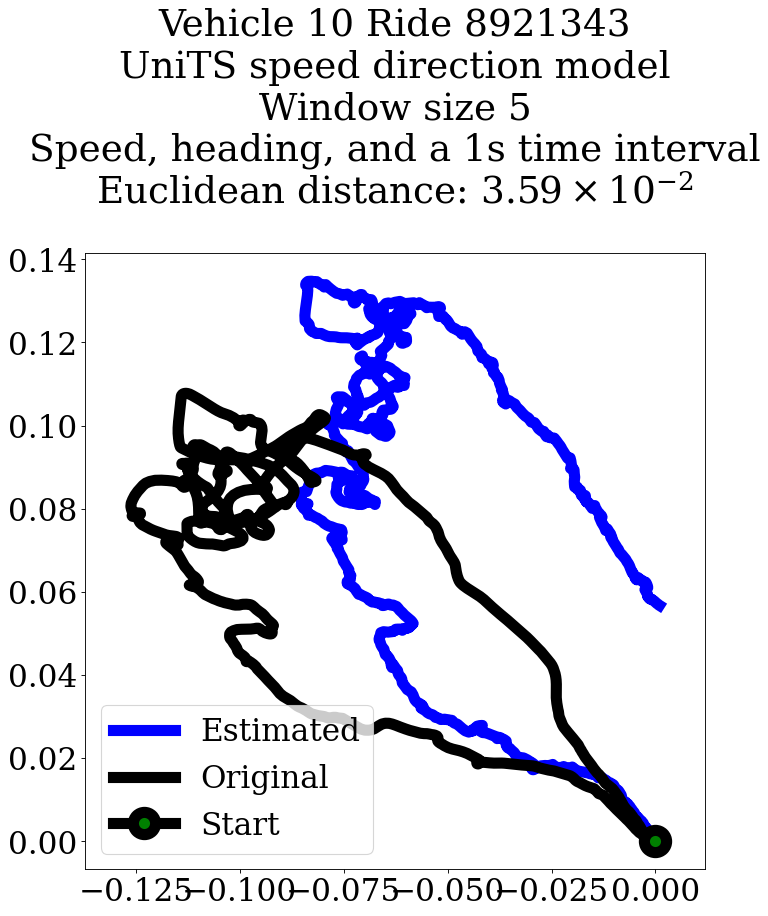 Vehicle 10 Ride 8921343
UniTS speed direction model
Window size 5
Speed, heading, and a 1s time interval
Euclidean distance: $3.59 \times 10^{-2}$
0.14
0.12
0.10
0.08
0.06
0.04
0.02
0.00
Estimated
Original
Start
−0.125 −0.100 −0.075 −0.050 −0.025 0.000